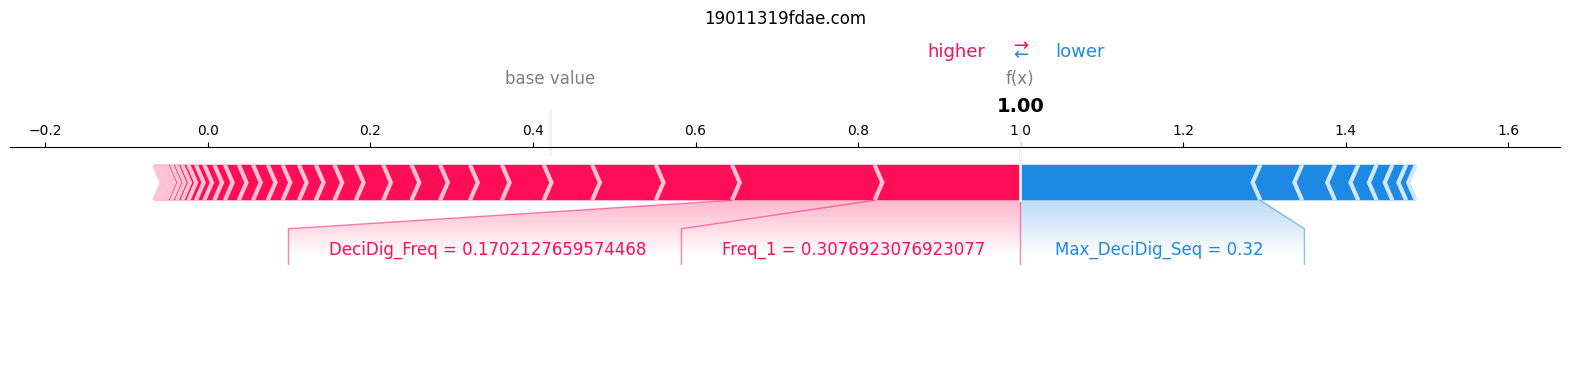 19011319fdae.com
higher ⇄ lower
base value f(x)
1.00
−0.2 0.0 0.2 0.4 0.6 0.8 1.0 1.2 1.4 1.6
DeciDig_Freq = 0.1702127659574468 Freq_1 = 0.3076923076923077 Max_DeciDig_Seq = 0.32